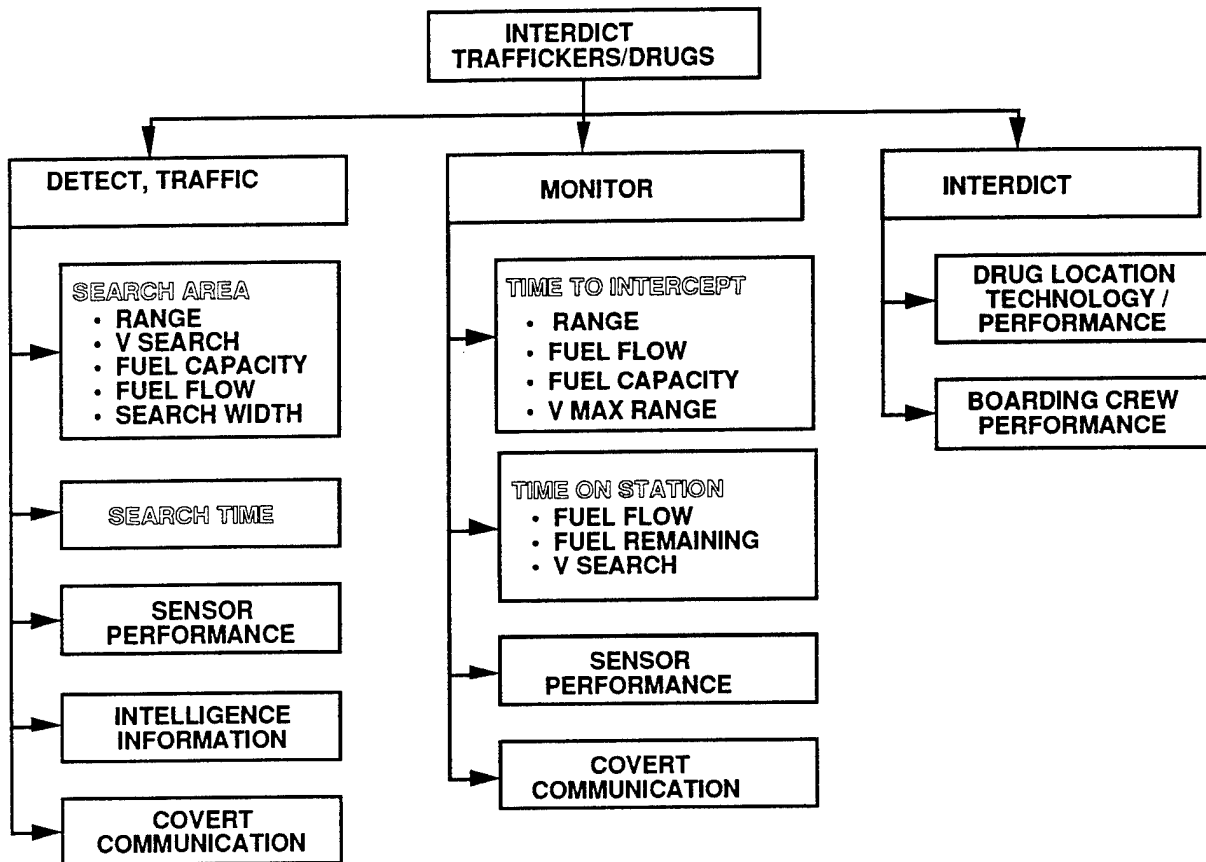 INTERDICT
TRAFFICKERS/DRUGS
DETECT, TRAFFIC
SEARCH AREA
• RANGE
• V SEARCH
• FUEL CAPACITY
• FUEL FLOW
• SEARCH WIDTH
SEARCH TIME
SENSOR
PERFORMANCE
INTELLIGENCE
INFORMATION
COVERT
COMMUNICATION
MONITOR
TIME TO INTERCEPT
• RANGE
• FUEL FLOW
• FUEL CAPACITY
• V MAX RANGE
TIME ON STATION
• FUEL FLOW
• FUEL REMAINING
• V SEARCH
SENSOR
PERFORMANCE
COVERT
COMMUNICATION
INTERDICT
DRUG LOCATION
TECHNOLOGY /
PERFORMANCE
BOARDING CREW
PERFORMANCE